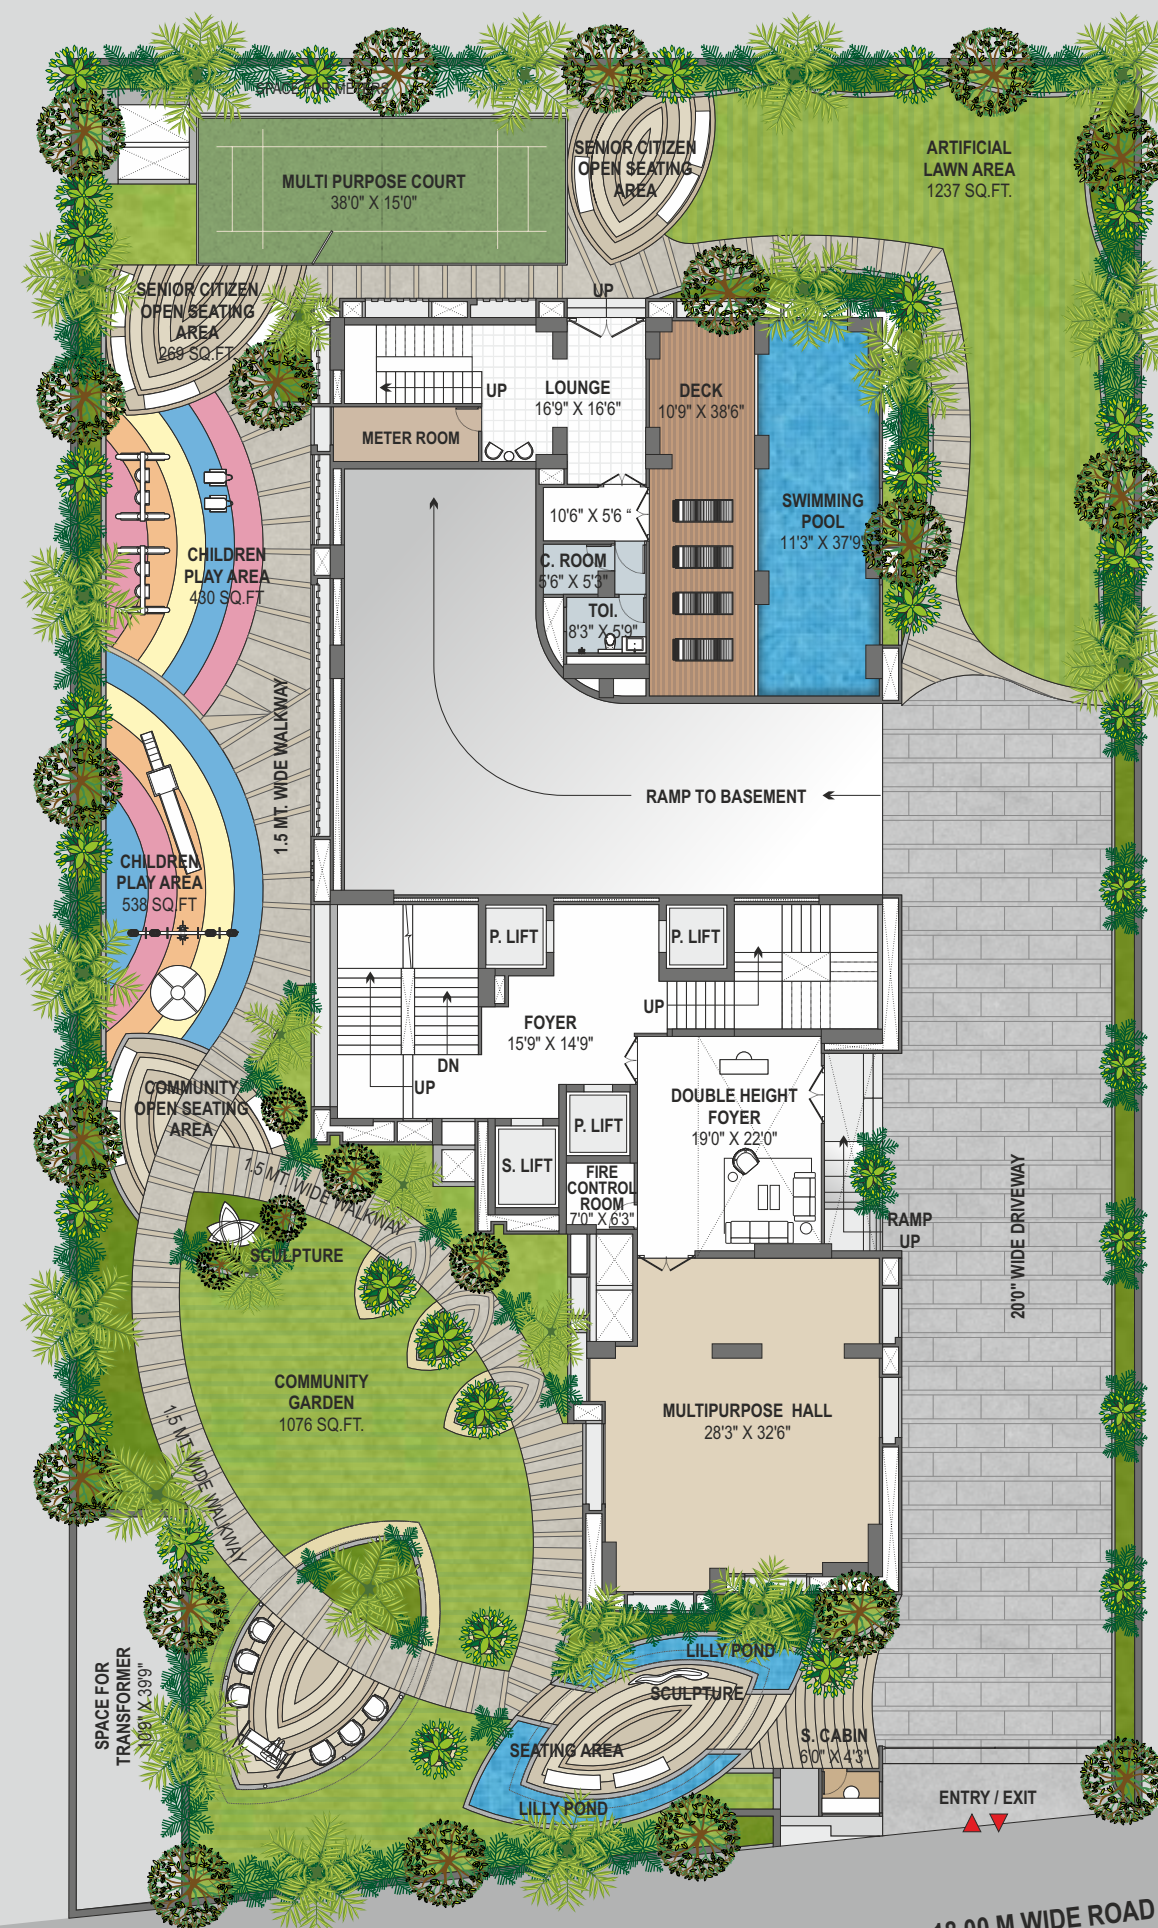 SPACE FOR METERS
MULTI PURPOSE COURT
38'0" X 15'0"
SENIOR CITIZEN
OPEN SEATING
AREA
ARTIFICIAL
LAWN AREA
1237 SQ.FT.
SENIOR CITIZEN
OPEN SEATING
AREA
269 SQ.FT.
UP
UP
LOUNGE
16'9" X 16'6"
DECK
10'9" X 38'6"
METER ROOM
SWIMMING
POOL
11'3" X 37'9"
10'6" X 5'6 "
C. ROOM
5'6" X 5'3"
TOI.
8'3" X 5'9"
CHILDREN
PLAY AREA
430 SQ.FT
1.5 MT. WIDE WALKWAY
RAMP TO BASEMENT
CHILDREN
PLAY AREA
538 SQ.FT
P. LIFT
P. LIFT
UP
FOYER
15'9" X 14'9"
DN
UP
COMMUNITY
OPEN SEATING
AREA
DOUBLE HEIGHT
FOYER
19'0" X 22'0"
P. LIFT
S. LIFT
FIRE
CONTROL
ROOM
7'0" X 6'3"
1.5 MT. WIDE WALKWAY
RAMP
UP
20'0" WIDE DRIVEWAY
SCULPTURE
COMMUNITY
GARDEN
1076 SQ.FT.
MULTIPURPOSE HALL
28'3" X 32'6"
1.5 MT. WIDE WALKWAY
SPACE FOR
TRANSFORMER
10'9" X 39'9"
LILLY POND
SCULPTURE
SEATING AREA
S. CABIN
6'0" X 4'3"
LILLY POND
ENTRY / EXIT
M WIDE ROAD